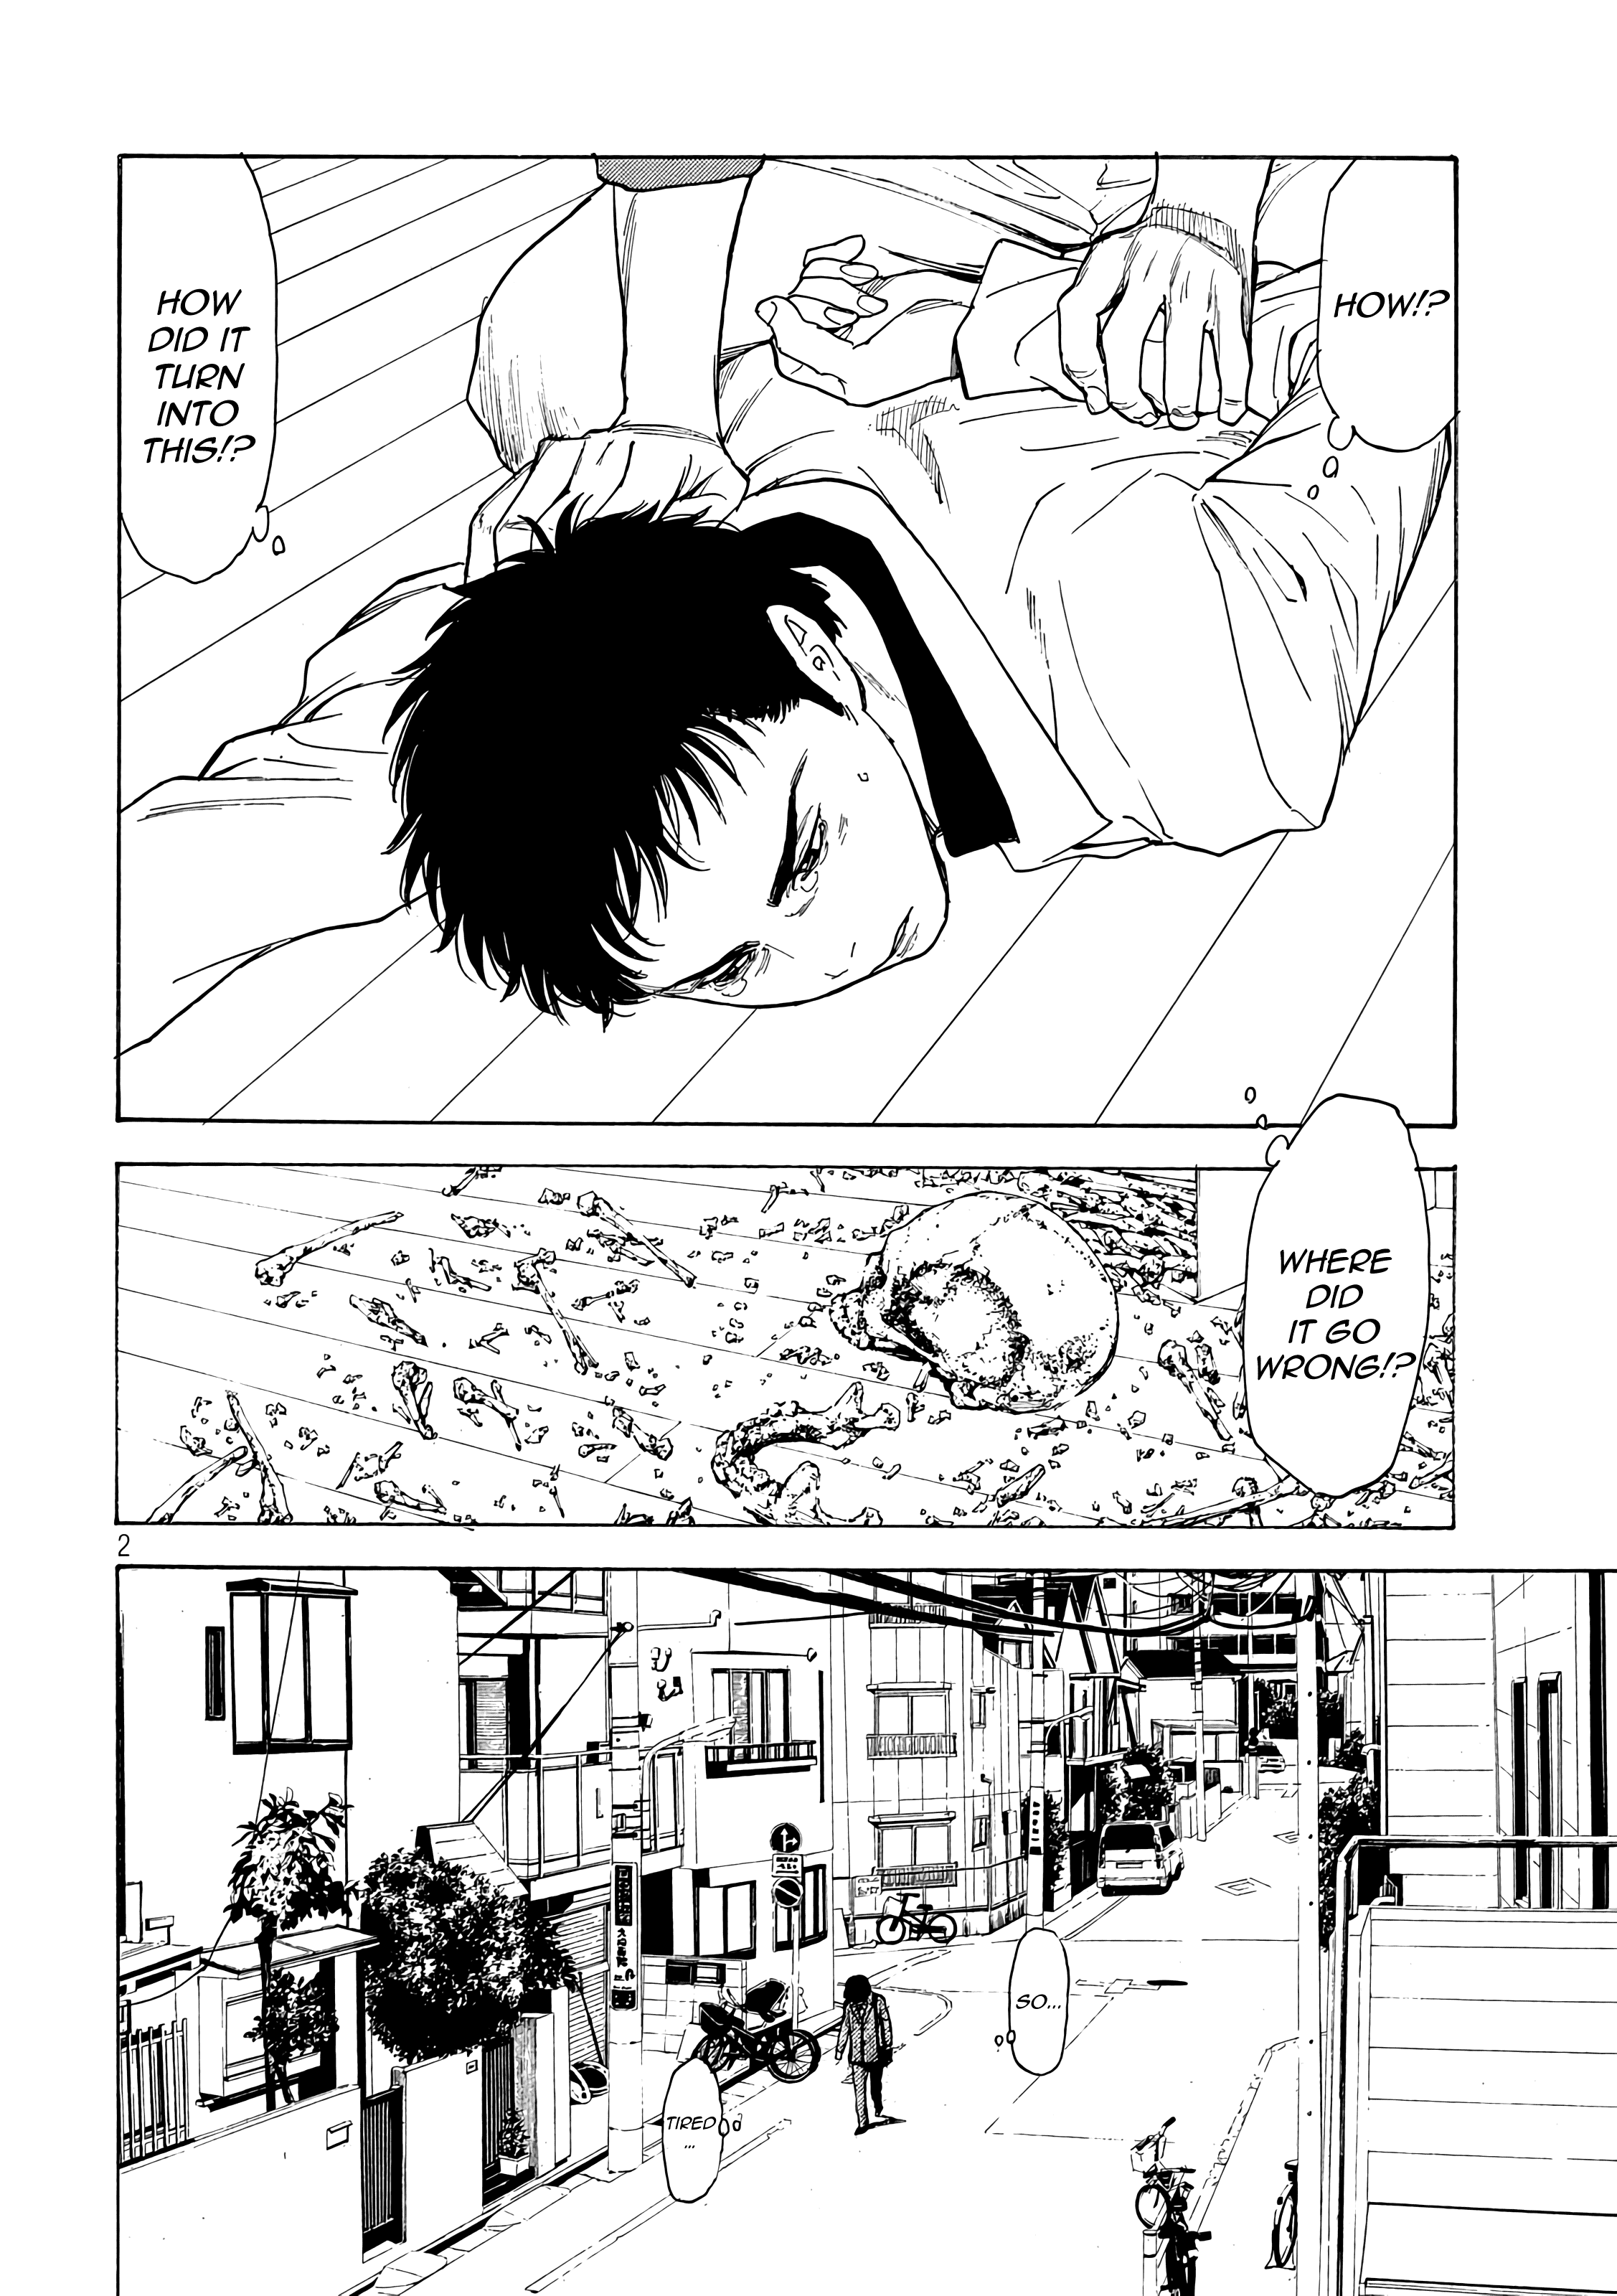 HOW!?
HOW
DID IT
TURN
INTO
THIS!?
WHERE
DID
IT GO
WRONG!?
2
SO...
TIRED
...